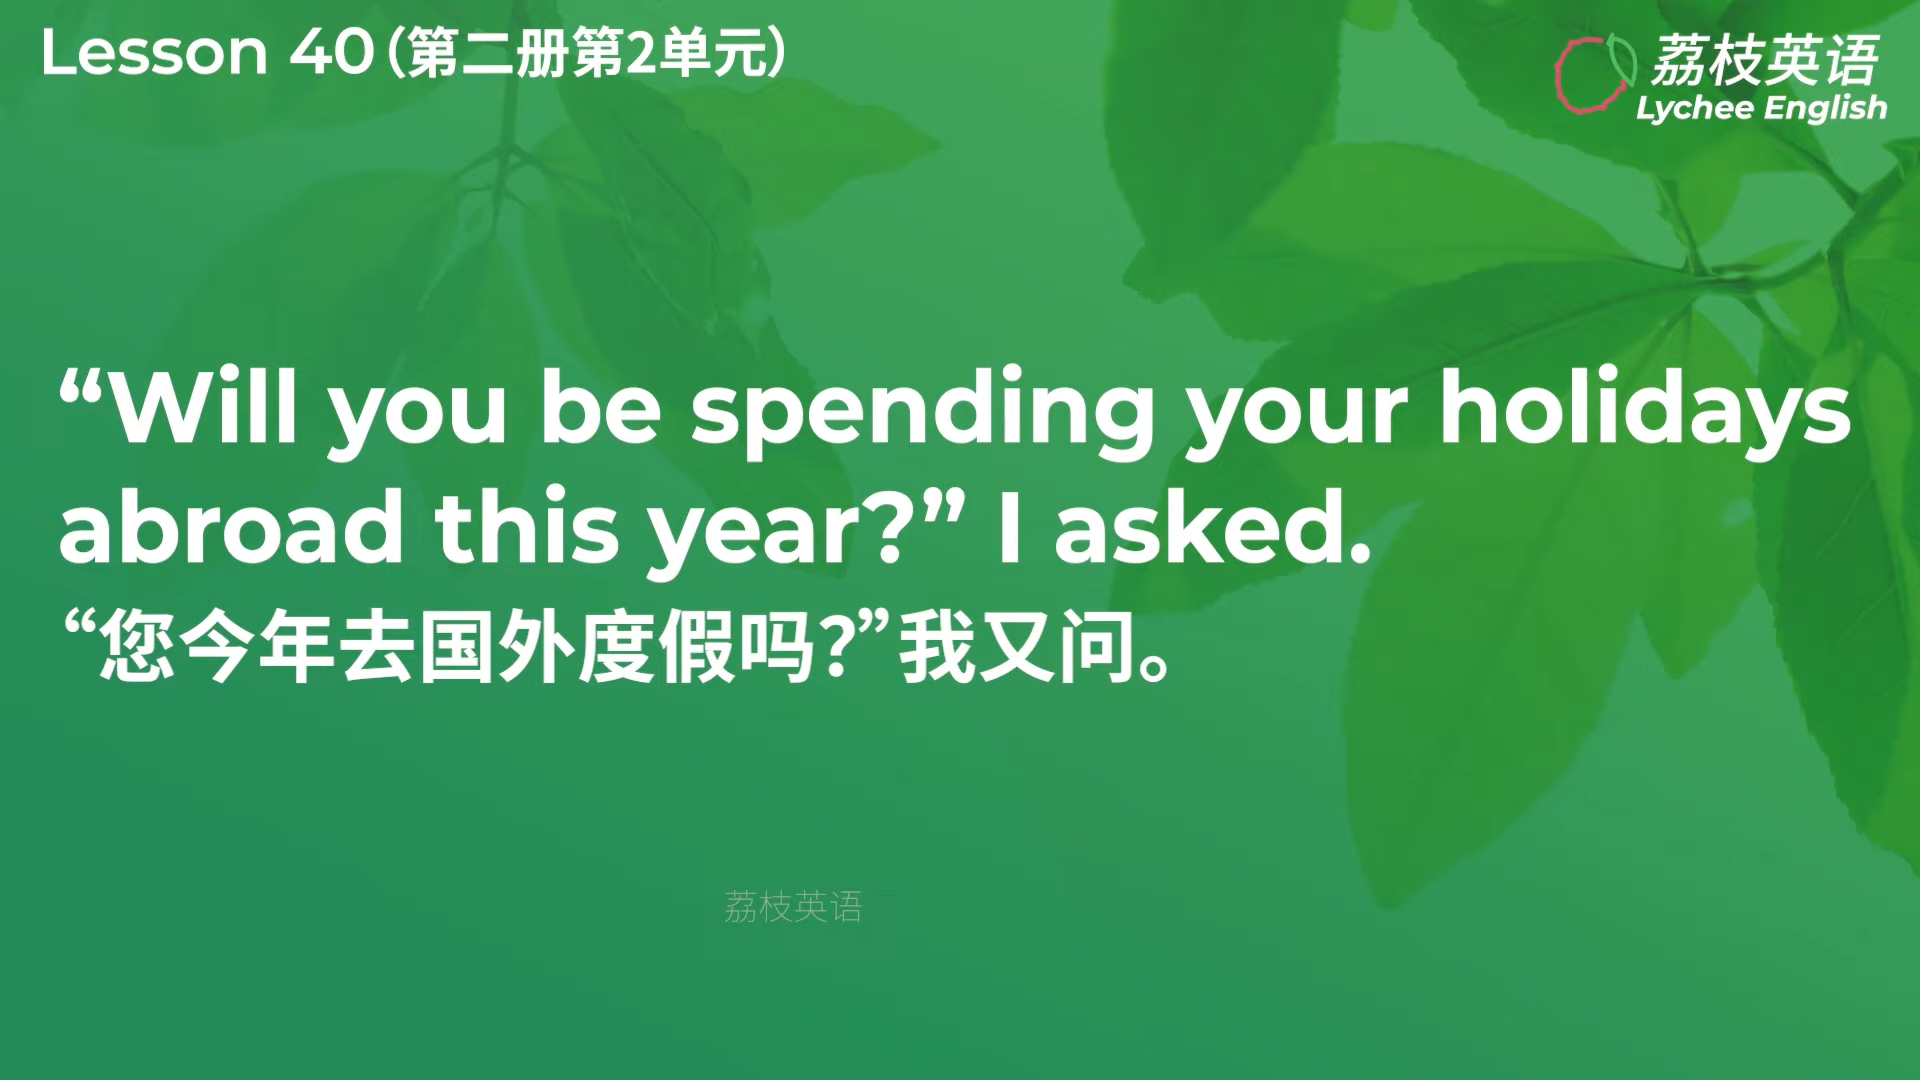 Lesson 40(第二册第2单元)
荔枝英语
Lychee English
“Will you be spending your holidays
abroad this year?” I asked.
“您今年去国外度假吗?”我又问。
荔枝英语